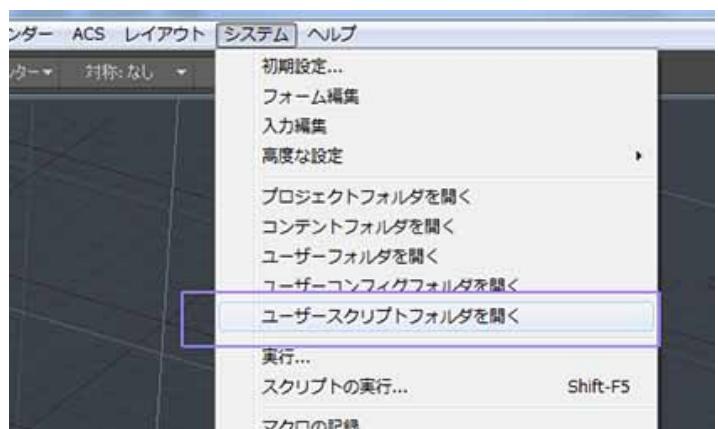 ンダー ACS レイアウト システム ヘルプ
ター 対称: なし
初期設定...
フォーム編集
入力編集
高度な設定
プロジェクトフォルダを開く
コンテントフォルダを開く
ユーザーフォルダを開く
ユーザーコンフィグフォルダを開く
ユーザースクリプトフォルダを開く
実行...
スクリプトの実行... Shift-F5
マクロの記録